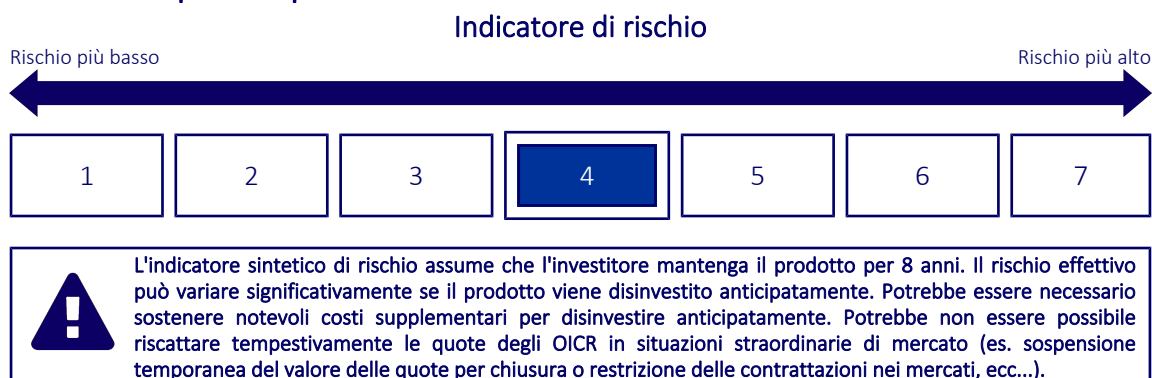 Indicatore di rischio
Rischio più basso
Rischio più alto
1 2 3 4 5 6 7
L'indicatore sintetico di rischio assume che l'investitore mantenga il prodotto per 8 anni. Il rischio effettivo
può variare significativamente se il prodotto viene disinvestito anticipatamente. Potrebbe essere necessario
sostenere notevoli costi supplementari per disinvestire anticipatamente. Potrebbe non essere possibile
riscattare tempestivamente le quote degli OICR in situazioni straordinarie di mercato (es. sospensione
temporanea del valore delle quote per chiusura o restrizione delle contrattazioni nei mercati, ecc...).